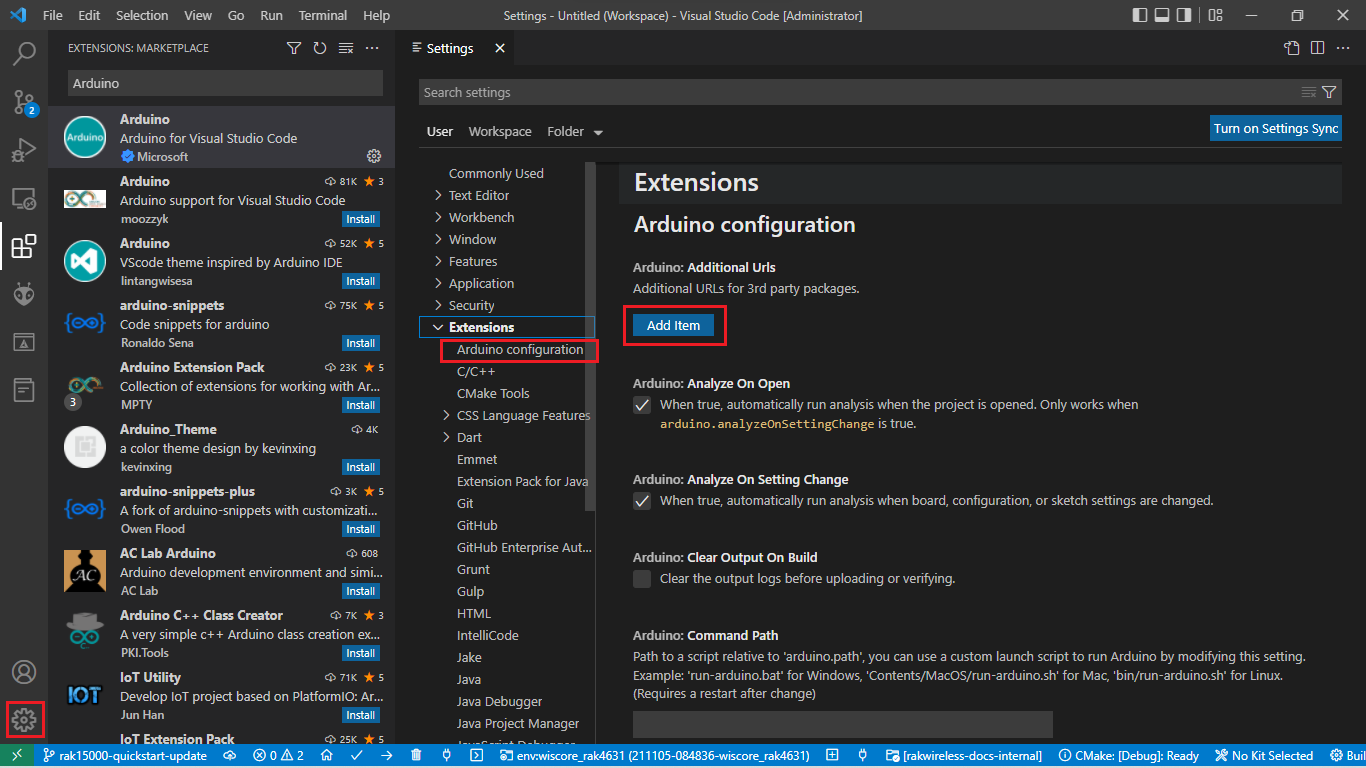 File Edit Selection View Go Run Terminal Help
Settings - Untitled (Workspace) - Visual Studio Code [Administrator]
2
EXTENSIONS: MARKETPLACE
Arduino
Arduino
Arduino
Arduino for Visual Studio Code
Microsoft
Arduino 81K 3
Arduino support for Visual Studio Code
moozzyk Install
Arduino 52K 5
VScode theme inspired by Arduino IDE
lintangwisesa Install
arduino-snippets 75K 5
Code snippets for arduino
Ronaldo Sena Install
Arduino Extension Pack 23K 5
Collection of extensions for working with Ar...
3
MPTY Install
Arduino_Theme 4K
a color theme design by kevinxing
kevinxing Install
arduino-snippets-plus 3K 5
A fork of arduino-snippets with customizati...
Owen Flood Install
AC Lab Arduino 608
AC
Arduino development environment and simi...
AC Lab Install
Arduino C++ Class Creator 7K 3
A very simple c++ Arduino class creation ex...
PKI.Tools Install
IoT Utility 71K 5
IOT
Develop IoT project based on PlatformIO: Ar...
Jun Han Install
IoT Extension Pack 25K 5
Settings
Search settings
User Workspace Folder
Turn on Settings Sync
Commonly Used
Text Editor
Workbench
Window
Features
Application
Security
Extensions
Arduino configuration
C/C++
CMake Tools
CSS Language Features
Dart
Emmet
Extension Pack for Java
Git
GitHub
GitHub Enterprise Aut...
Grunt
Gulp
HTML
IntelliCode
Jake
Java
Java Debugger
Java Project Manager
JavaScript Debugger
Extensions
Arduino configuration
Arduino: Additional Urls
Additional URLs for 3rd party packages.
Add Item
Arduino: Analyze On Open
When true, automatically run analysis when the project is opened. Only works when
arduino.analyzeOnSettingChange is true.
Arduino: Analyze On Setting Change
When true, automatically run analysis when board, configuration, or sketch settings are changed.
Arduino: Clear Output On Build
Clear the output logs before uploading or verifying.
Arduino: Command Path
Path to a script relative to 'arduino.path', you can use a custom launch script to run Arduino by modifying this setting.
Example: 'run-arduino.bat' for Windows, 'Contents/MacOS/run-arduino.sh' for Mac, 'bin/run-arduino.sh' for Linux.
(Requires a restart after change)
rak15000-quickstart-update 0 2 env:wiscore_rak4631 (211105-084836-wiscore_rak4631) [rakwireless-docs-internal] CMake: [Debug]: Ready No Kit Selected Bui